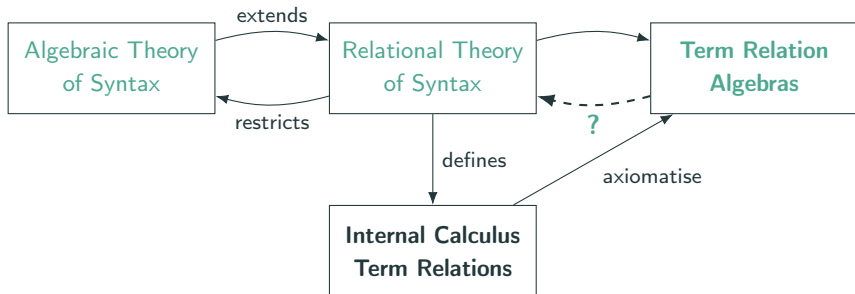 extends
Algebraic Theory
of Syntax
Relational Theory
of Syntax
Term Relation
Algebras
restricts
?
defines
axiomatise
Internal Calculus
Term Relations